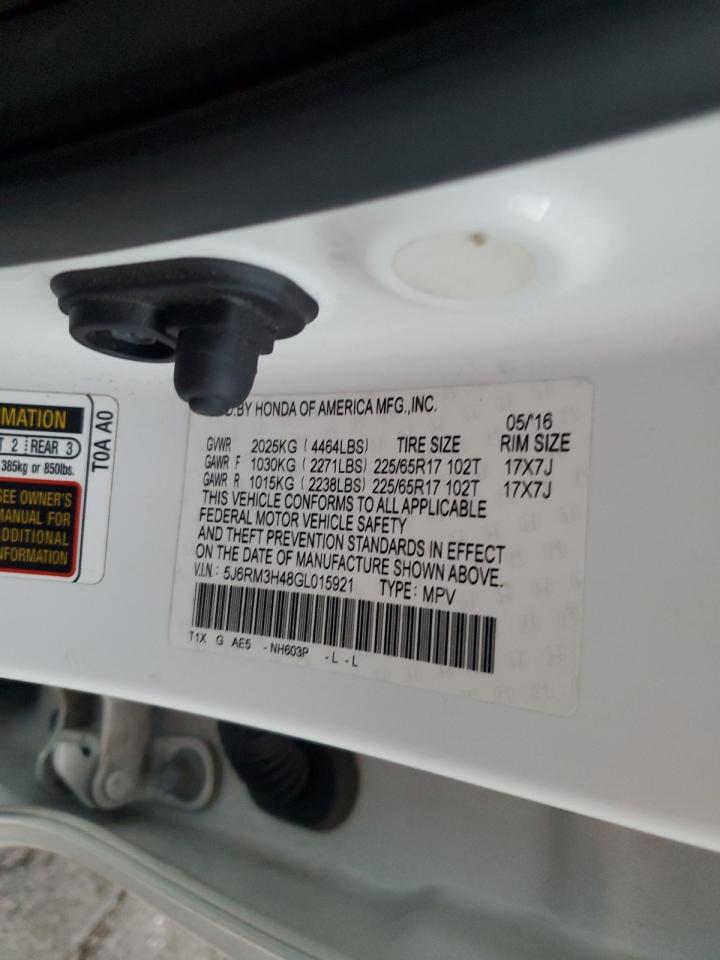 MATION
T 2 REAR 3
385kg or 850lbs.
SEE OWNER'S
MANUAL FOR
ADDITIONAL
INFORMATION
T0A A0
BY HONDA OF AMERICA MFG.,INC.
05/16
GVWR 2025KG ( 4464LBS) TIRE SIZE RIM SIZE
GAWR F 1030KG ( 2271LBS) 225/65R17 102T 17X7J
GAWR R 1015KG ( 2238LBS) 225/65R17 102T 17X7J
THIS VEHICLE CONFORMS TO ALL APPLICABLE
FEDERAL MOTOR VEHICLE SAFETY
AND THEFT PREVENTION STANDARDS IN EFFECT
ON THE DATE OF MANUFACTURE SHOWN ABOVE.
V.I.N.: 5J6RM3H48GL015921 TYPE: MPV
T1X G AE5 - NH603P - L - L